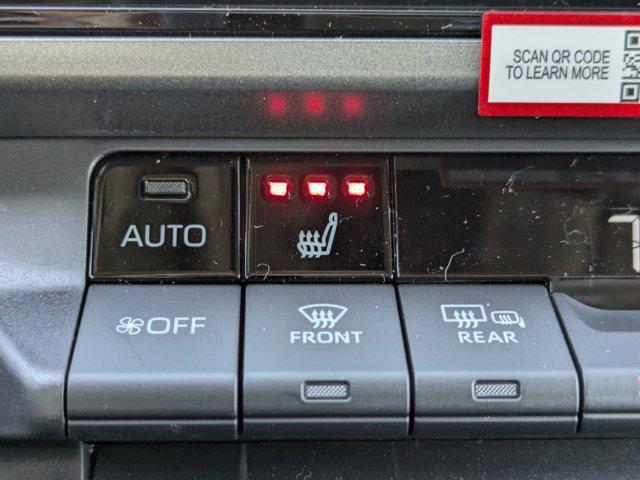 SCAN QR CODE
TO LEARN MORE
AUTO
OFF
FRONT
REAR